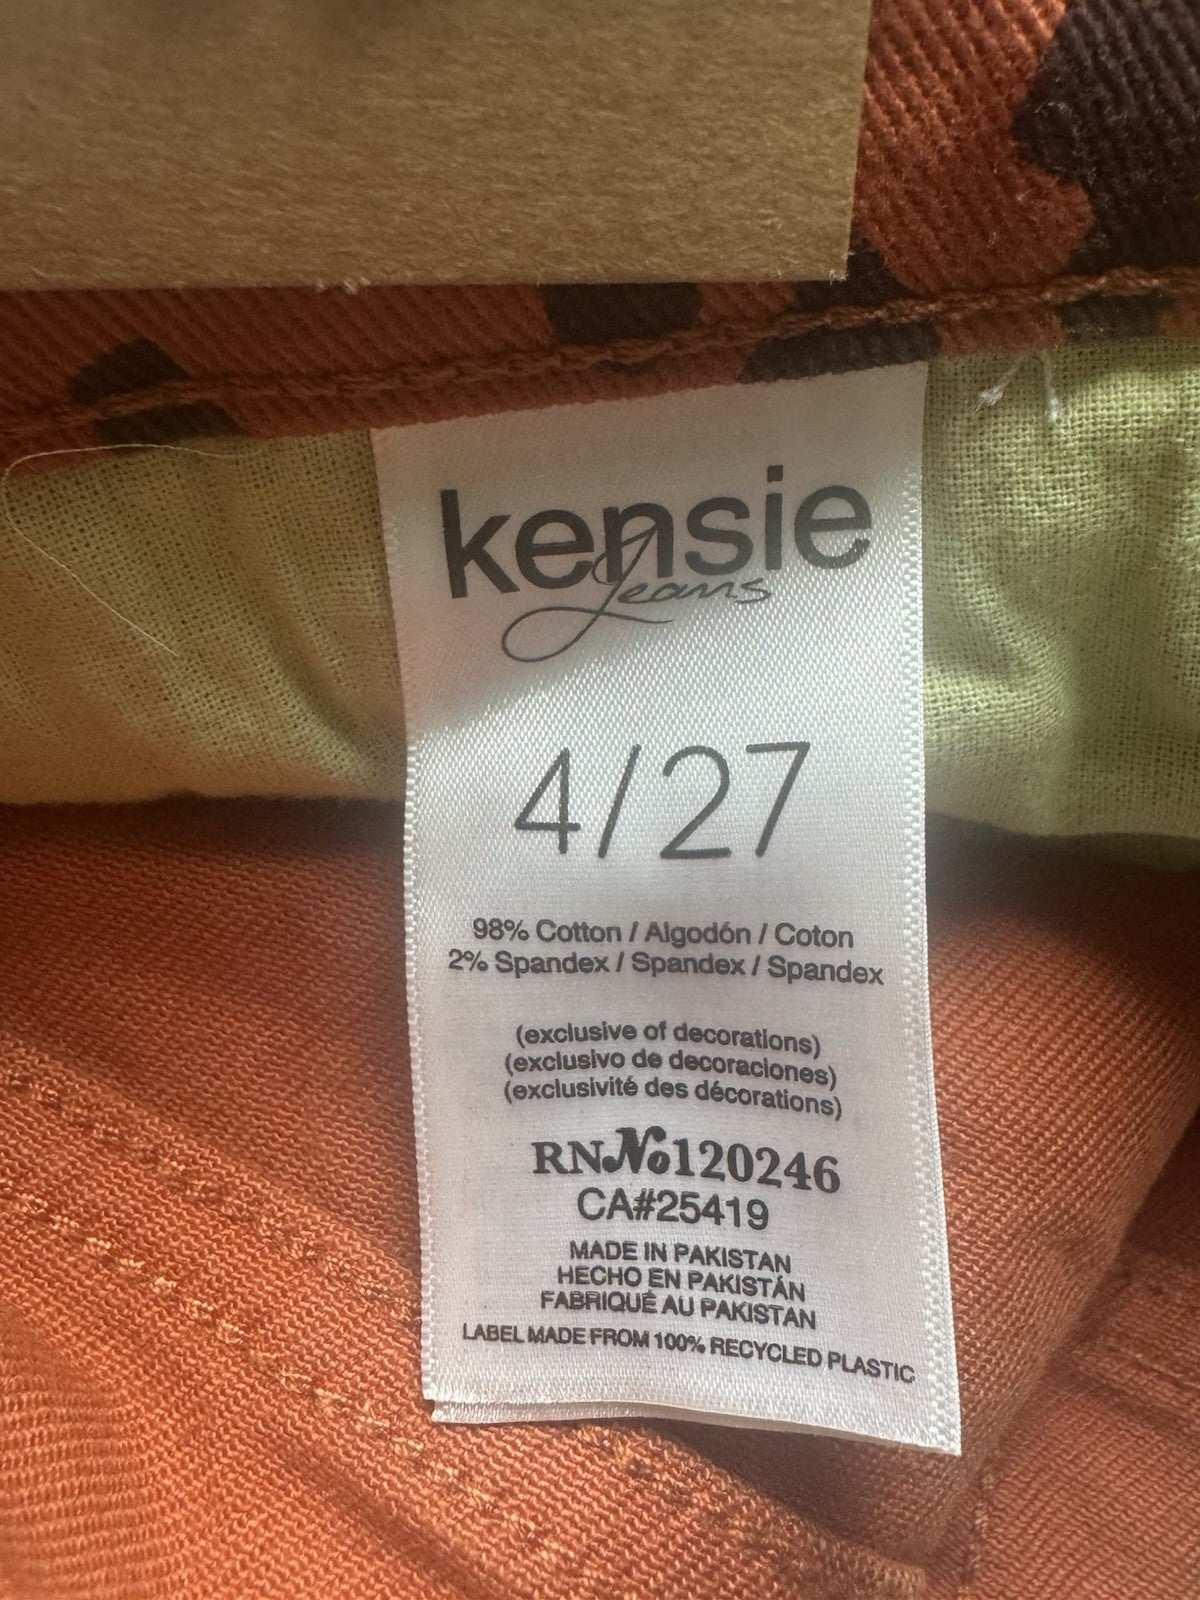 kensie
Jeans
4/27
98% Cotton / Algodón / Coton
2% Spandex / Spandex / Spandex
(exclusive of decorations)
(exclusivo de decoraciones)
(exclusivité des décorations)
RN No 120246
CA#25419
MADE IN PAKISTAN
HECHO EN PAKISTÁN
FABRIQUÉ AU PAKISTAN
LABEL MADE FROM 100% RECYCLED PLASTIC